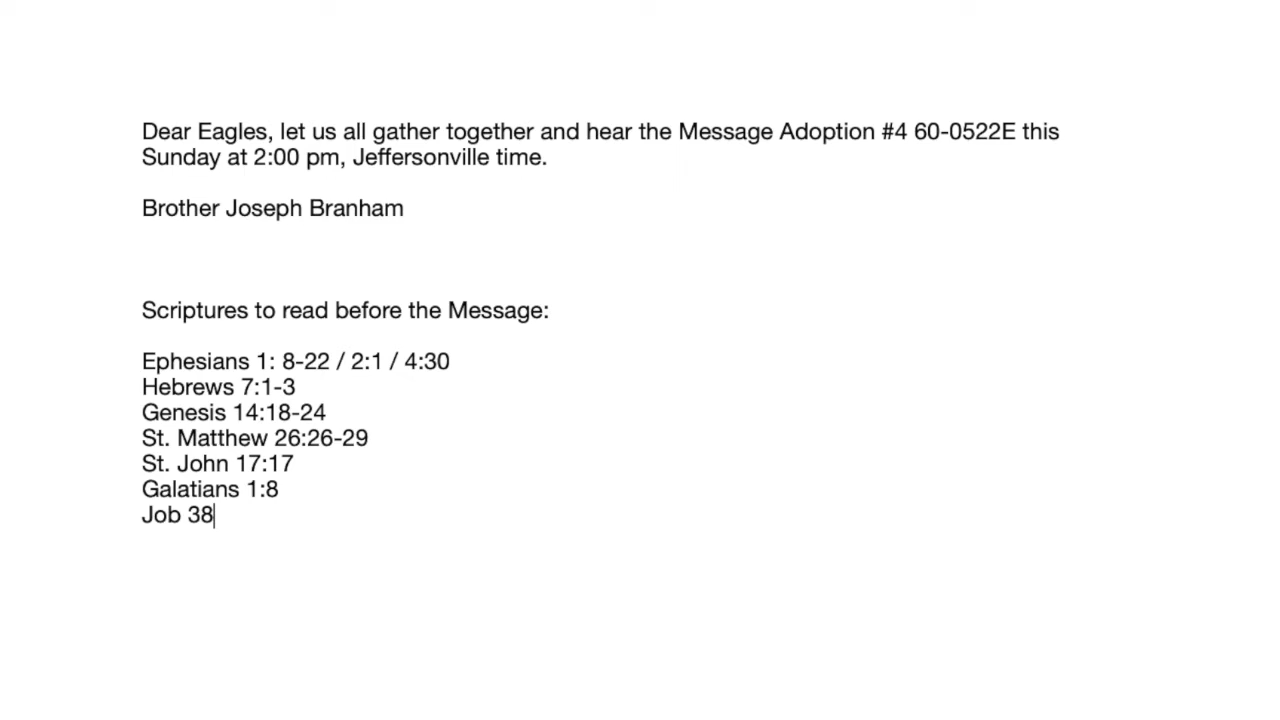 Dear Eagles, let us all gather together and hear the Message Adoption #4 60-0522E this
Sunday at 2:00 pm, Jeffersonville time.
Brother Joseph Branham
Scriptures to read before the Message:
Ephesians 1: 8-22 / 2:1 / 4:30
Hebrews 7:1-3
Genesis 14:18-24
St. Matthew 26:26-29
St. John 17:17
Galatians 1:8
Job 38